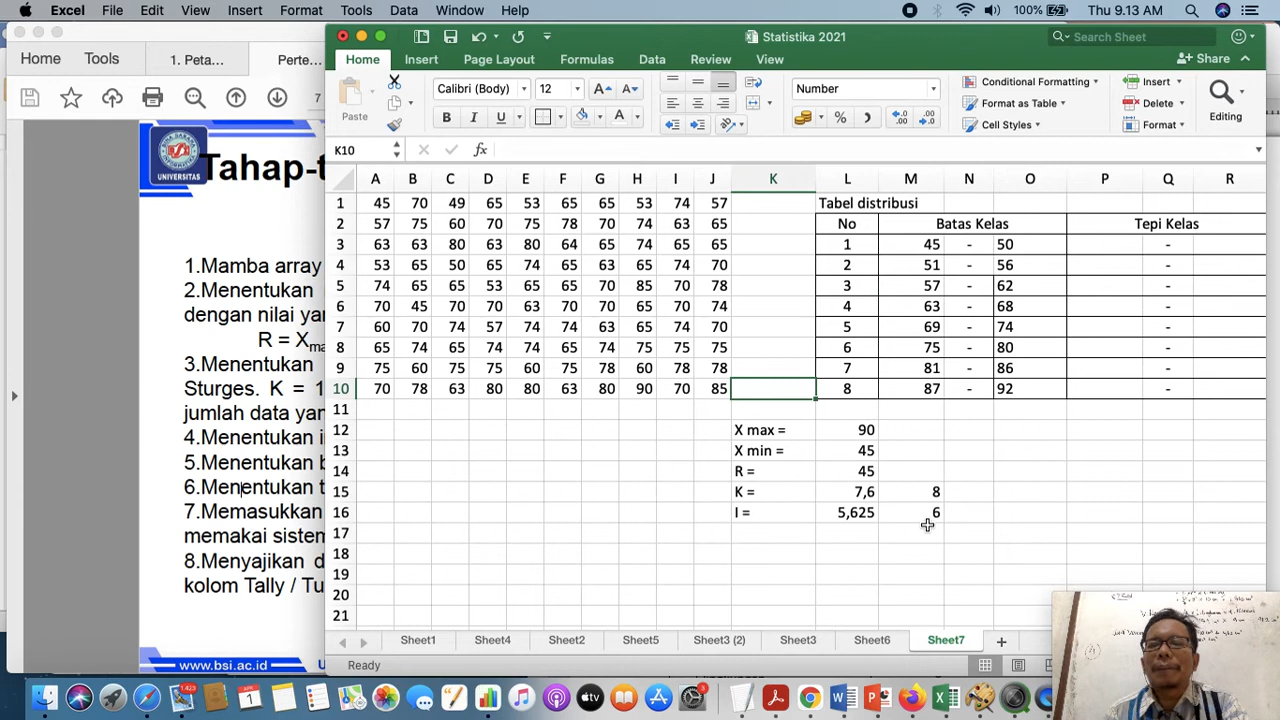 Excel File Edit View Insert Format Tools Data Window Help 100% Thu 9.13 AM
Statistika 2021
Search Sheet
Home Tools 1. Peta... Perte...
Home Insert Page Layout Formulas Data Review View Share
7
Paste Calibri (Body) 12 Number Conditional Formatting Format as Table Cell Styles Insert Delete Format Editing
K10 fx
UNIVERSITAS
Tahap-t
1.Mamba array
2.Menentukan
dengan nilai yan
R = Xma
3.Menentukan
Sturges. K = 1
jumlah data yan
4.Menentukan in
5.Menentukan b
6.Menentukan t
7.Memasukkan
memakai sistem
8.Menyajikan d
kolom Tally / Tu
www.bsi.ac.id
A B C D E F G H I J K L M N O P Q R
1 45 70 49 65 53 65 65 53 74 57 Tabel distribusi
2 57 75 60 70 75 78 70 74 63 65 No Batas Kelas Tepi Kelas
3 63 63 80 63 80 64 65 74 65 65 1 45 - 50 -
4 53 65 50 65 74 65 63 65 74 70 2 51 - 56 -
5 74 65 65 53 65 65 70 85 70 78 3 57 - 62 -
6 70 45 70 70 63 70 70 65 70 74 4 63 - 68 -
7 60 70 74 57 74 74 63 65 74 70 5 69 - 74 -
8 65 74 65 74 74 65 74 75 75 75 6 75 - 80 -
9 75 60 75 75 60 75 78 60 78 78 7 81 - 86 -
10 70 78 63 80 80 63 80 90 70 85 8 87 - 92 -
11
12 X max = 90
13 X min = 45
14 R = 45
15 K = 7,6 8
16 I = 5,625 6
17
18
19
20
21
Sheet1 Sheet4 Sheet2 Sheet5 Sheet3 (2) Sheet3 Sheet6 Sheet7
Ready